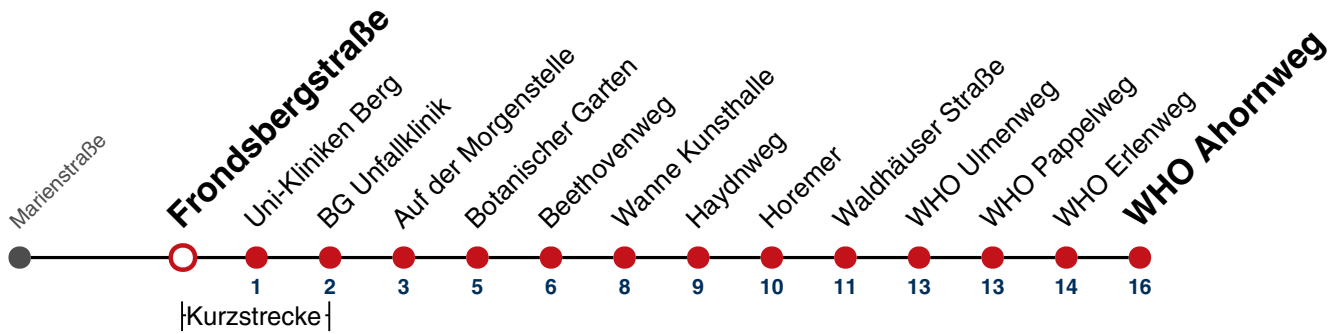 Marienstraße
Frondsbergstraße
Uni-Kliniken Berg
BG Unfallklinik
Auf der Morgenstelle
Botanischer Garten
Beethovenweg
Wanne Kunsthalle
Haydnweg
Horemer
Waldhäuser Straße
WHO Ulmenweg
WHO Pappelweg
WHO Erlenweg
WHO Ahornweg
1 2 3 5 6 8 9 10 11 13 13 14 16
Kurzstrecke